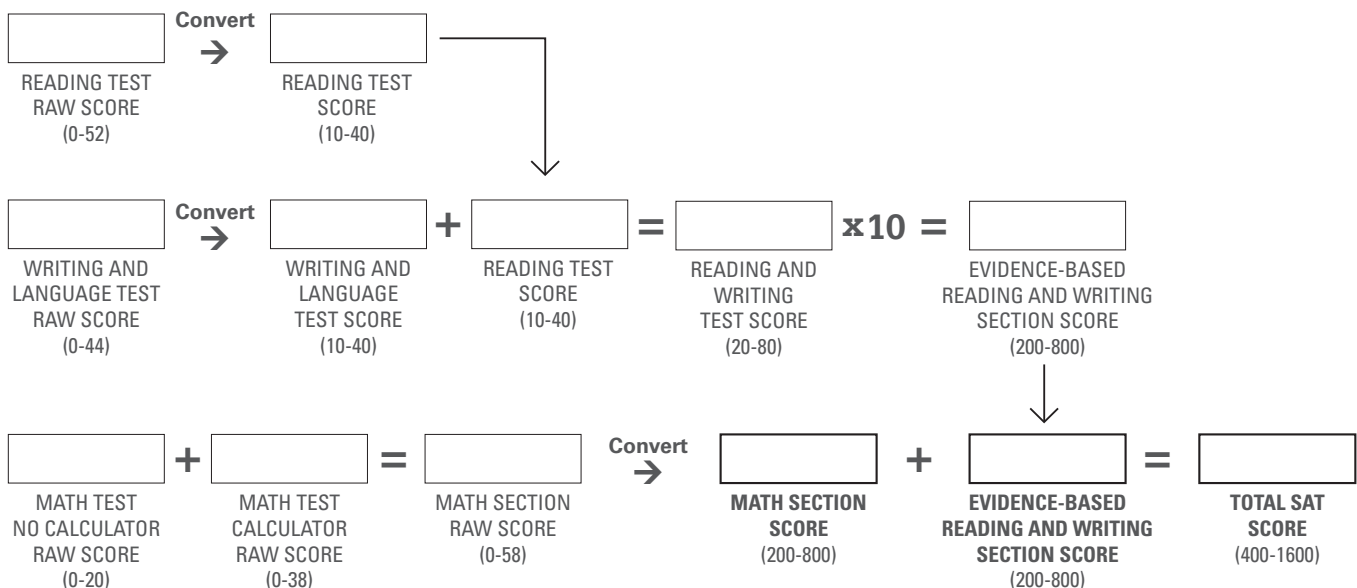 Convert
→
READING TEST
RAW SCORE
(0-52)
READING TEST
SCORE
(10-40)
Convert
→
+
=
x10 =
WRITING AND
LANGUAGE TEST
RAW SCORE
(0-44)
WRITING AND
LANGUAGE
TEST SCORE
(10-40)
READING TEST
SCORE
(10-40)
READING AND
WRITING
TEST SCORE
(20-80)
EVIDENCE-BASED
READING AND WRITING
SECTION SCORE
(200-800)
+
=
Convert
→
+
=
MATH TEST
NO CALCULATOR
RAW SCORE
(0-20)
MATH TEST
CALCULATOR
RAW SCORE
(0-38)
MATH SECTION
RAW SCORE
(0-58)
MATH SECTION
SCORE
(200-800)
EVIDENCE-BASED
READING AND WRITING
SECTION SCORE
(200-800)
TOTAL SAT
SCORE
(400-1600)